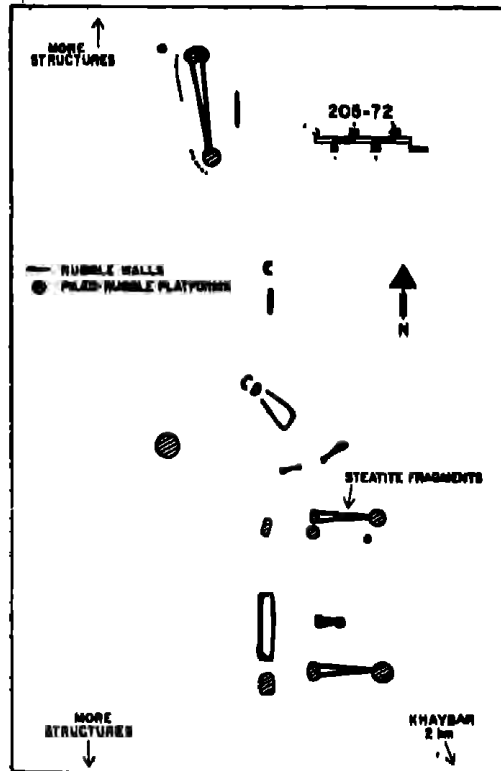 MORE
STRUCTURES
205-72
RUBBLE WALLS
PILED-RUBBLE PLATFORMS
N
STEATITE FRAGMENTS
MORE
STRUCTURES
KHAYBAR
2 km